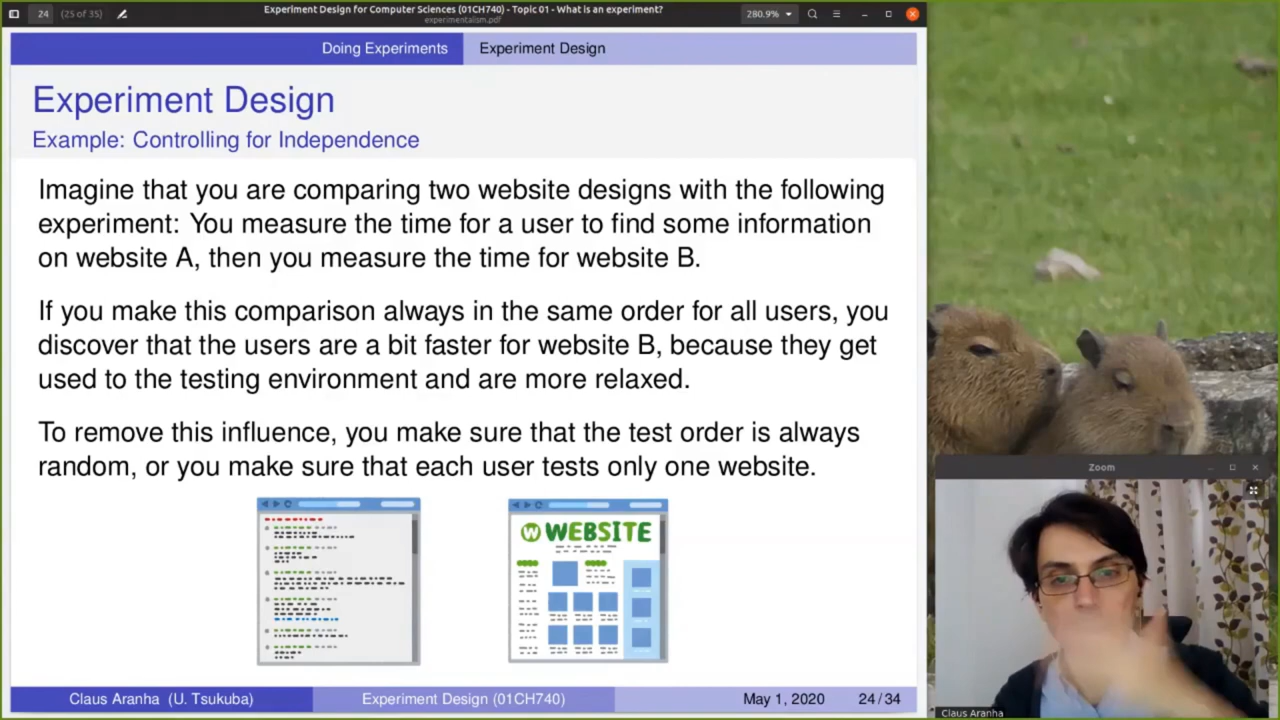 24 (25 of 35)
Experiment Design for Computer Sciences (01CH740) - Topic 01 - What is an experiment?
experimentalism.pdf
280.9%
Doing Experiments
Experiment Design
Experiment Design
Example: Controlling for Independence
Imagine that you are comparing two website designs with the following
experiment: You measure the time for a user to find some information
on website A, then you measure the time for website B.
If you make this comparison always in the same order for all users, you
discover that the users are a bit faster for website B, because they get
used to the testing environment and are more relaxed.
To remove this influence, you make sure that the test order is always
random, or you make sure that each user tests only one website.
W WEBSITE
Zoom
Claus Aranha
Claus Aranha (U. Tsukuba)
Experiment Design (01CH740)
May 1, 2020
24 / 34